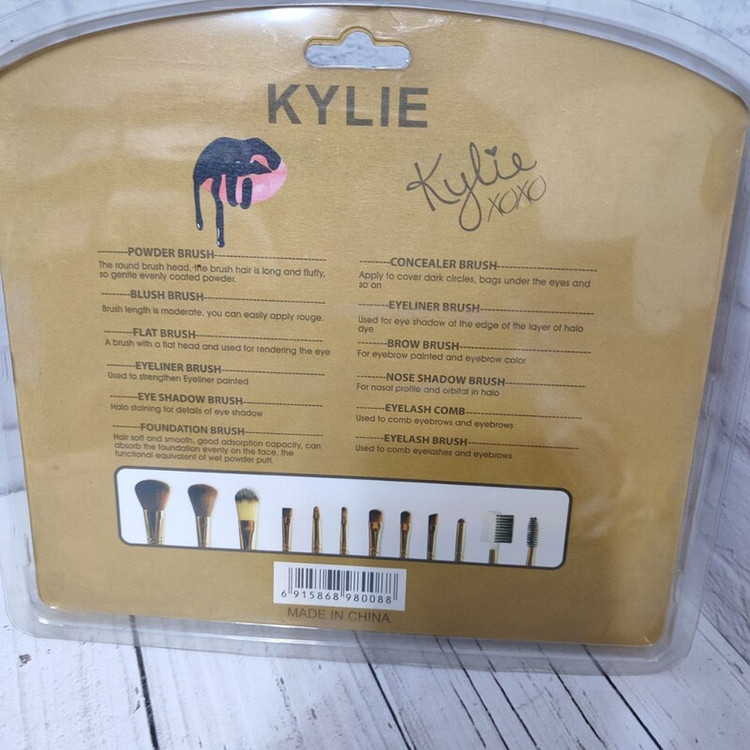 KYLIE
Kylie
XOXO
POWDER BRUSH
The round brush head, the brush hair is long and fluffy,
so gentle evenly coated powder.
BLUSH BRUSH
Brush length is moderate, you can easily apply rouge.
FLAT BRUSH
A brush with a flat head and used for rendering the eye
EYELINER BRUSH
Used to strengthen Eyeliner painted
EYE SHADOW BRUSH
Halo staining for details of eye shadow
FOUNDATION BRUSH
Hair soft and smooth, good adsorption capacity, can
absorb the foundation evenly on the face, the
functional equivalent of wet powder puff.
CONCEALER BRUSH
Apply to cover dark circles, bags under the eyes and
so on
EYELINER BRUSH
Used for eye shadow at the edge of the layer of halo
dye
BROW BRUSH
For eyebrow painted and eyebrow color
NOSE SHADOW BRUSH
For nasal profile and orbital in halo
EYELASH COMB
Used to comb eyebrows and eyebrows
EYELASH BRUSH
Used to comb eyelashes and eyebrows
6 915868 980088
MADE IN CHINA